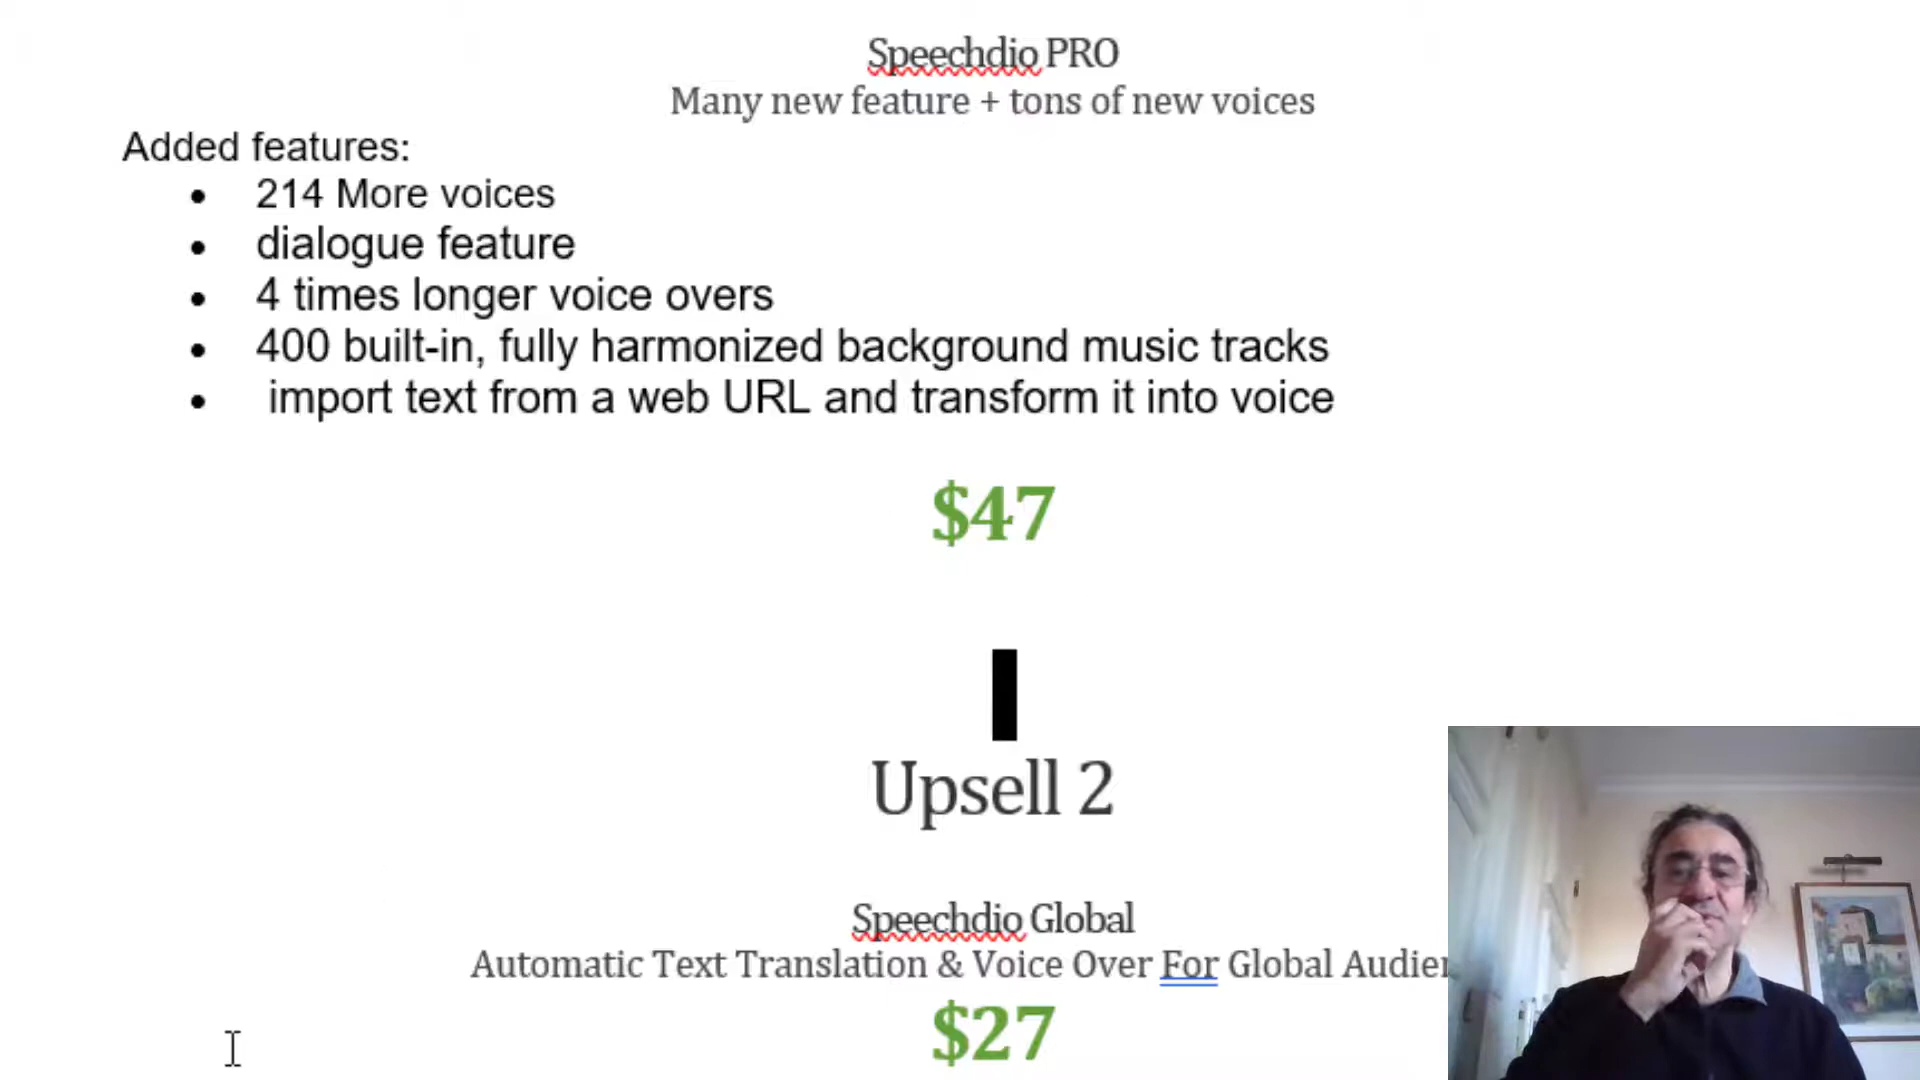 Speechdio PRO
Many new feature + tons of new voices
Added features:
• 214 More voices
• dialogue feature
• 4 times longer voice overs
• 400 built-in, fully harmonized background music tracks
• import text from a web URL and transform it into voice
$47
Upsell 2
Speechdio Global
Automatic Text Translation & Voice Over For Global
$27